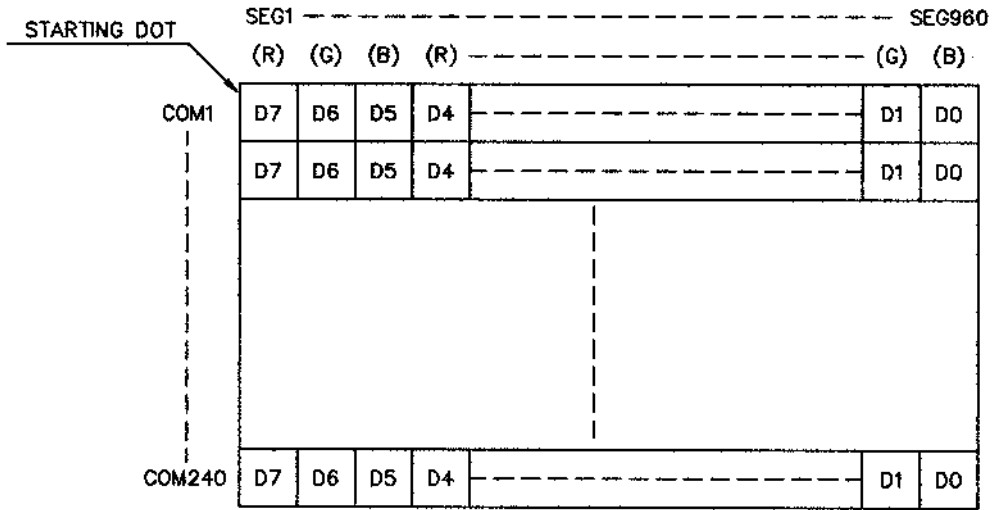 SEG1 SEG960
STARTING DOT
(R) (G) (B) (R) (G) (B)
COM1 D7 D6 D5 D4 D1 D0
D7 D6 D5 D4 D1 D0
COM240 D7 D6 D5 D4 D1 D0